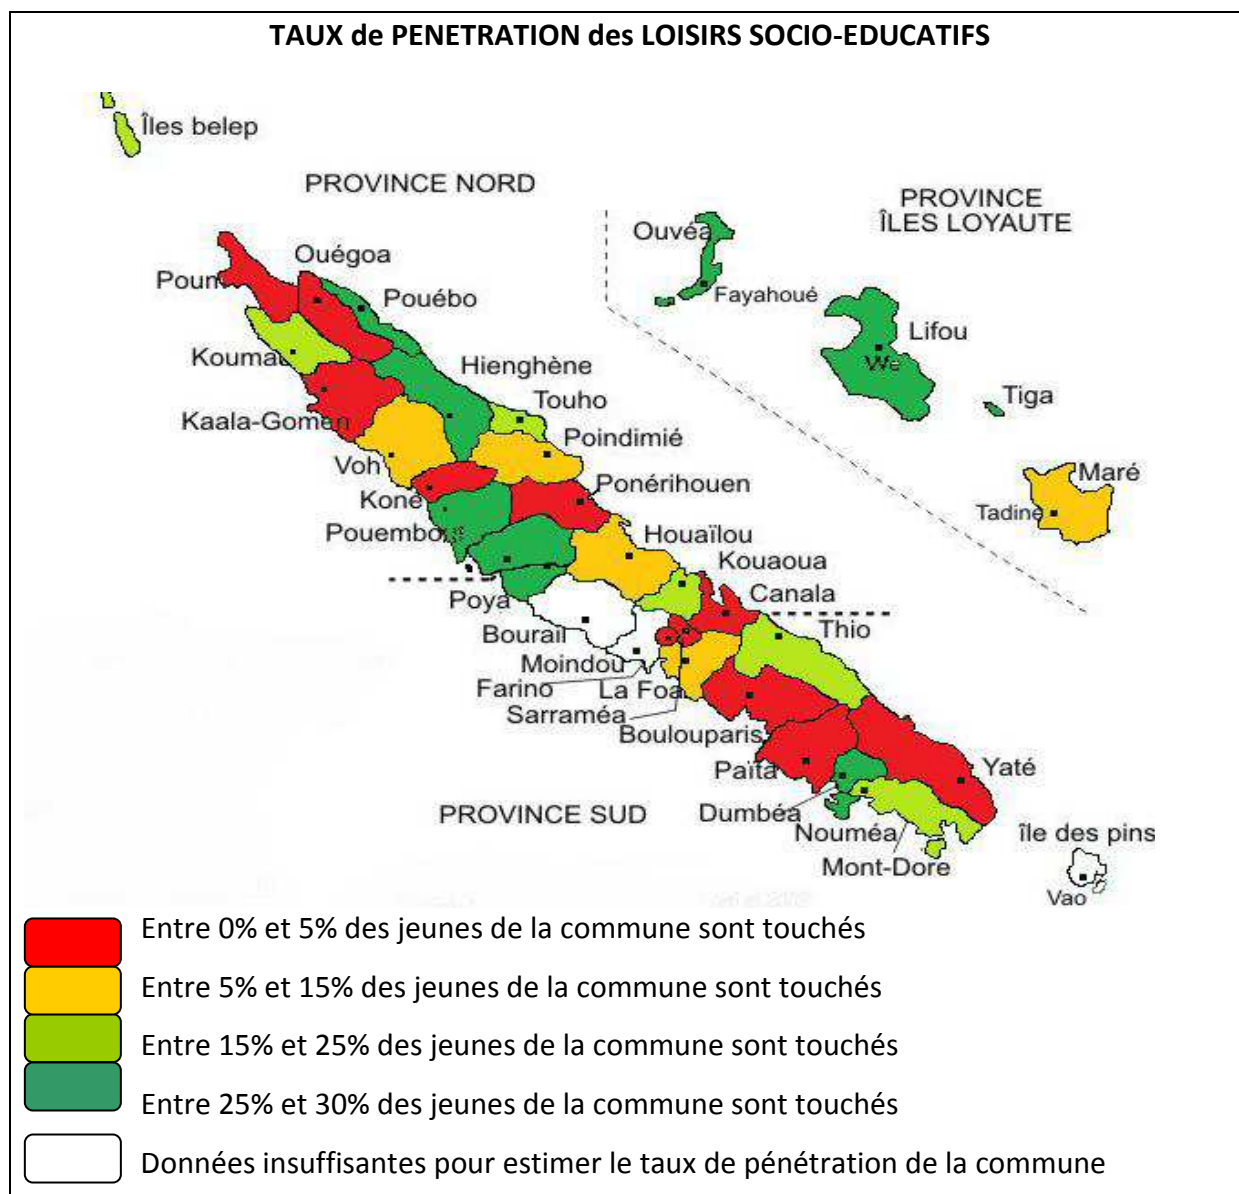 TAUX de PENETRATION des LOISIRS SOCIO-EDUCATIFS
Îles belep
PROVINCE NORD
PROVINCE
ÎLES LOYAUTE
Ouvéa
Ouégoa
Poum
Pouébo
Fayahoué
Lifou
Koumac
Hienghène
We
Touho
Tiga
Kaala-Gomen
Poindimié
Voh
Maré
Koné
Ponérihouen
Tadine
Pouembout
Houaïlou
Kouaoua
Poya
Canala
Bourail
Thio
Moindou
Farino
La Foa
Sarraméa
Boulouparis
Païta
Yaté
Dumbéa
PROVINCE SUD
Nouméa
île des pins
Mont-Dore
Vao
Entre 0% et 5% des jeunes de la commune sont touchés
Entre 5% et 15% des jeunes de la commune sont touchés
Entre 15% et 25% des jeunes de la commune sont touchés
Entre 25% et 30% des jeunes de la commune sont touchés
Données insuffisantes pour estimer le taux de pénétration de la commune